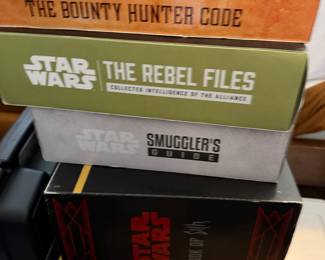 THE BOUNTY HUNTER CODE
STAR
WARS
THE REBEL FILES
COLLECTED INTELLIGENCE OF THE ALLIANCE
STAR
WARS
SMUGGLER'S
GUIDE
STAR
WARS